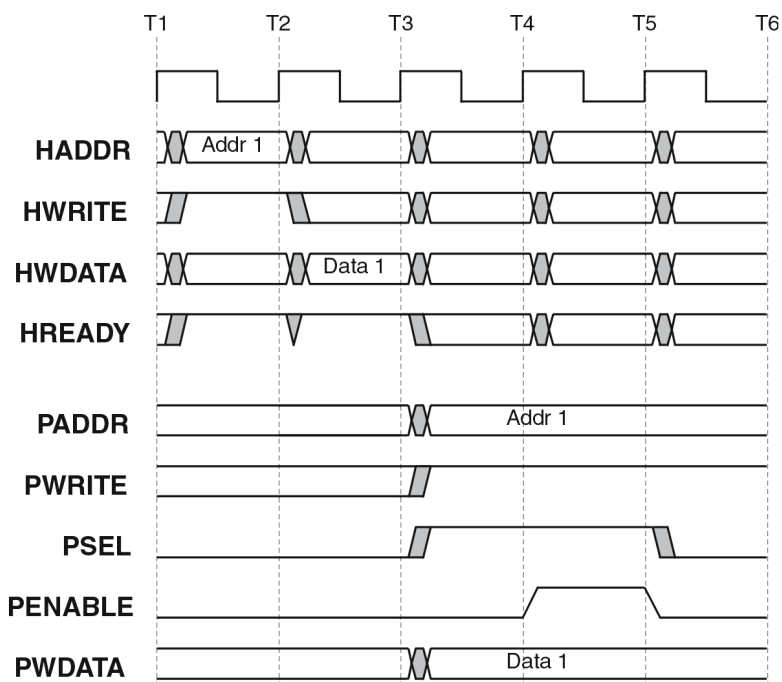 T1 T2 T3 T4 T5 T6
HADDR Addr 1
HWRITE
HWDATA Data 1
HREADY
PADDR Addr 1
PWRITE
PSEL
PENABLE
PWDATA Data 1